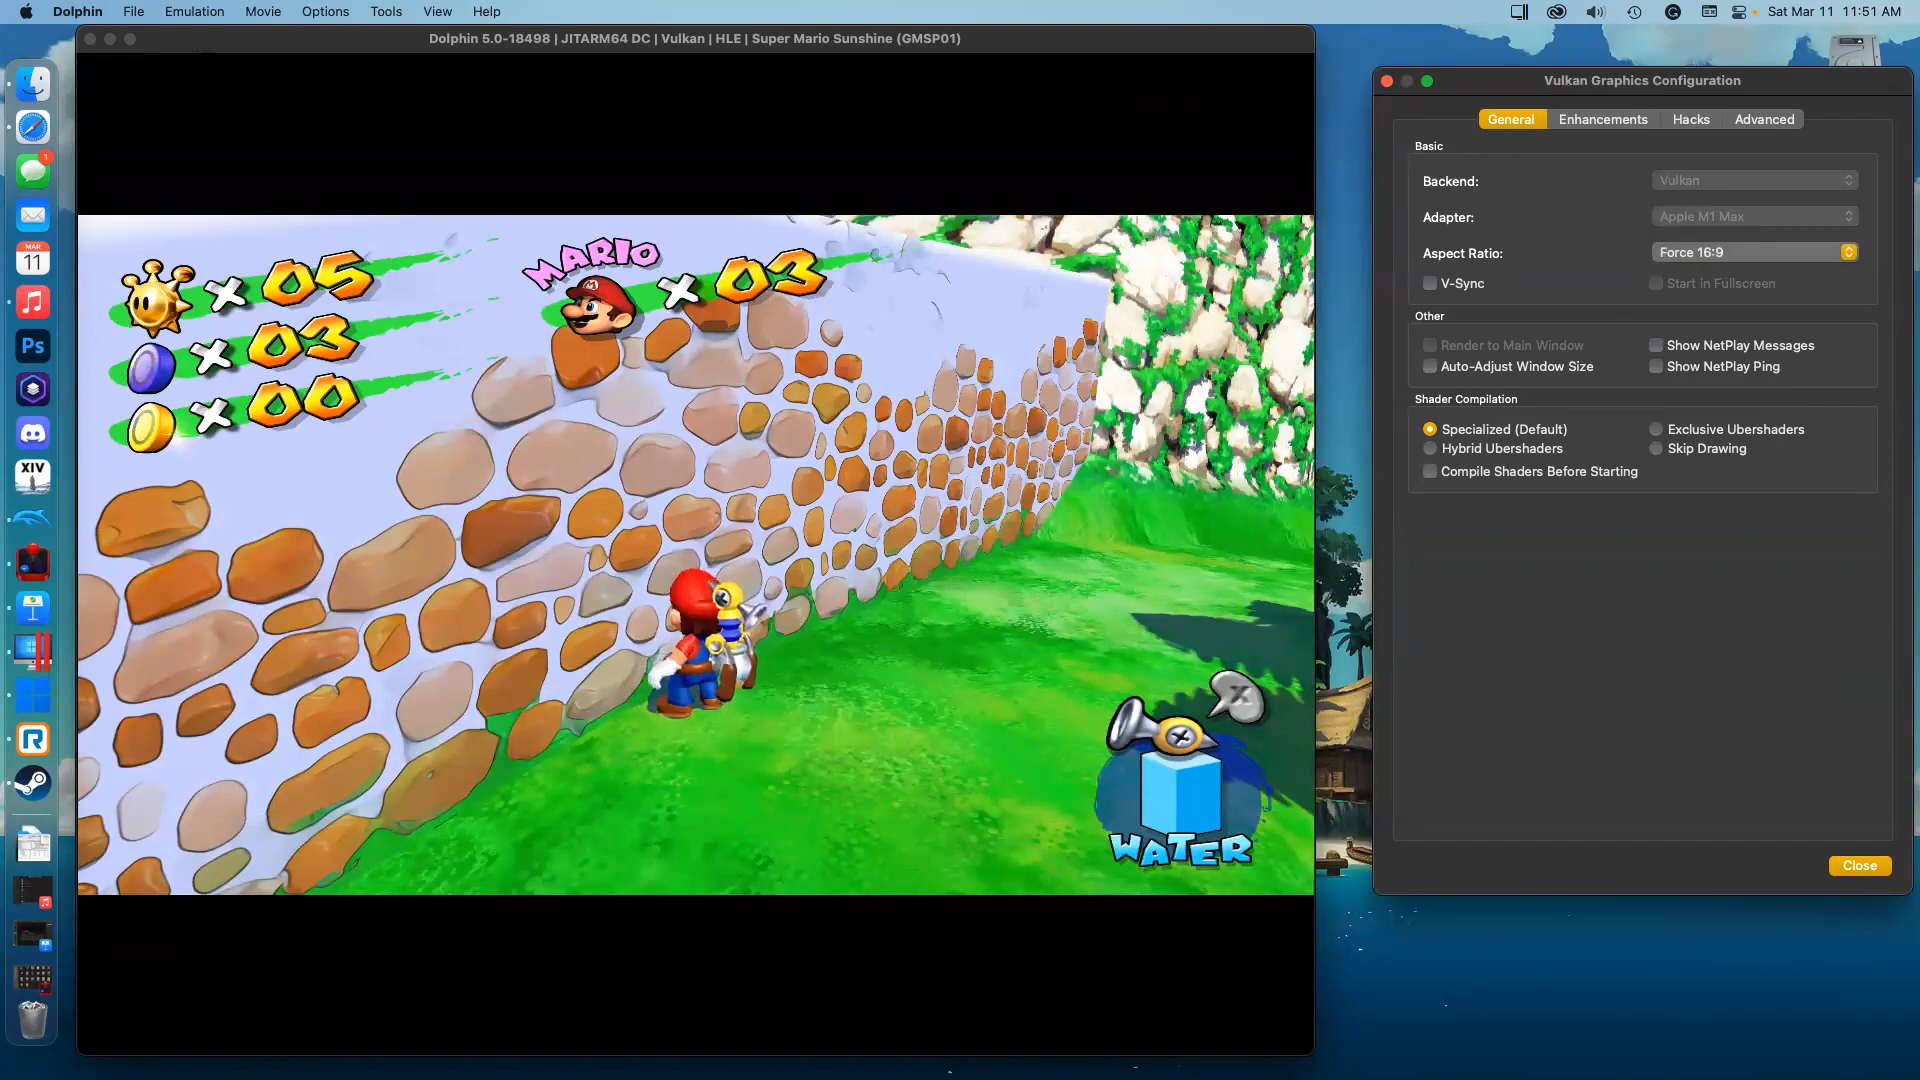 Dolphin File Emulation Movie Options Tools View Help
Sat Mar 11 11:51 AM
Dolphin 5.0-18498 | JITARM64 DC | Vulkan | HLE | Super Mario Sunshine (GMSP01)
1
MAR
11
Ps
XIV
05
03
00
MARIO
03
M
X
WATER
Vulkan Graphics Configuration
General Enhancements Hacks Advanced
Basic
Backend: Vulkan
Adapter: Apple M1 Max
Aspect Ratio: Force 16:9
V-Sync Start in Fullscreen
Other
Render to Main Window Show NetPlay Messages
Auto-Adjust Window Size Show NetPlay Ping
Shader Compilation
Specialized (Default) Exclusive Ubershaders
Hybrid Ubershaders Skip Drawing
Compile Shaders Before Starting
Close